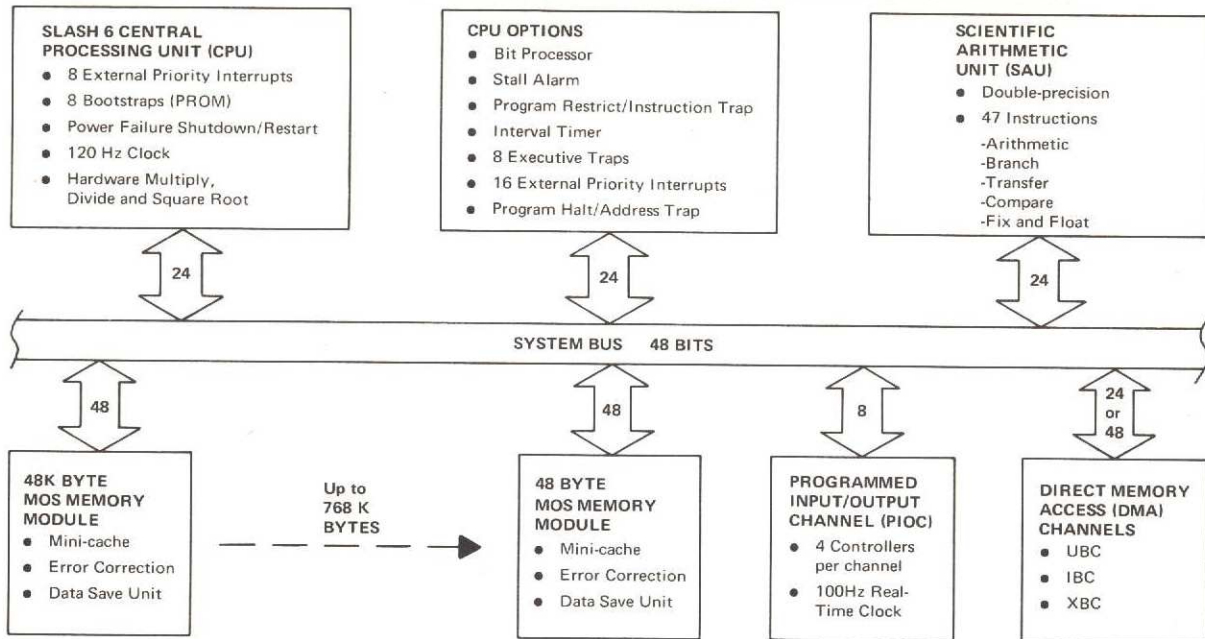 SLASH 6 CENTRAL
PROCESSING UNIT (CPU)
● 8 External Priority Interrupts
● 8 Bootstraps (PROM)
● Power Failure Shutdown/Restart
● 120 Hz Clock
● Hardware Multiply,
Divide and Square Root
CPU OPTIONS
● Bit Processor
● Stall Alarm
● Program Restrict/Instruction Trap
● Interval Timer
● 8 Executive Traps
● 16 External Priority Interrupts
● Program Halt/Address Trap
SCIENTIFIC
ARITHMETIC
UNIT (SAU)
● Double-precision
● 47 Instructions
-Arithmetic
-Branch
-Transfer
-Compare
-Fix and Float
24
24
24
SYSTEM BUS 48 BITS
48
48
8
24
or
48
48K BYTE
MOS MEMORY
MODULE
● Mini-cache
● Error Correction
● Data Save Unit
Up to
768 K
BYTES
48 BYTE
MOS MEMORY
MODULE
● Mini-cache
● Error Correction
● Data Save Unit
PROGRAMMED
INPUT/OUTPUT
CHANNEL (PIOC)
● 4 Controllers
per channel
● 100Hz Real-
Time Clock
DIRECT MEMORY
ACCESS (DMA)
CHANNELS
● UBC
● IBC
● XBC